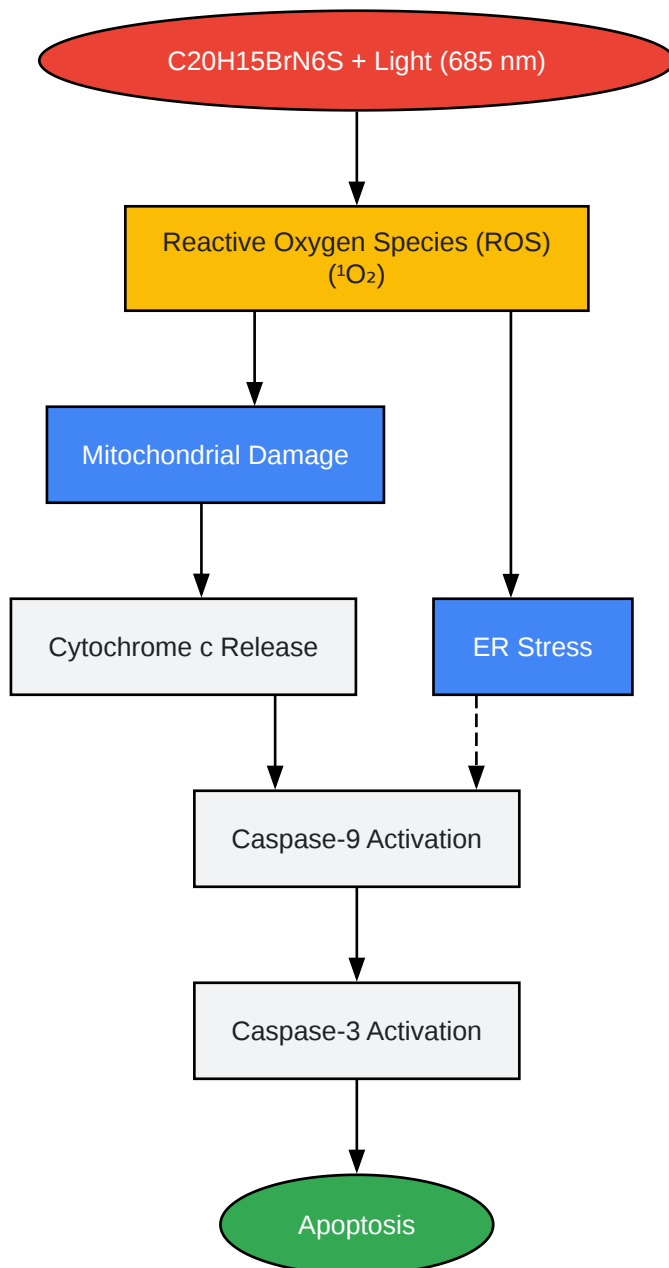 C20H15BrN6S + Light (685 nm)
Reactive Oxygen Species (ROS)
(¹O₂)
Mitochondrial Damage
Cytochrome c Release
ER Stress
Caspase-9 Activation
Caspase-3 Activation
Apoptosis